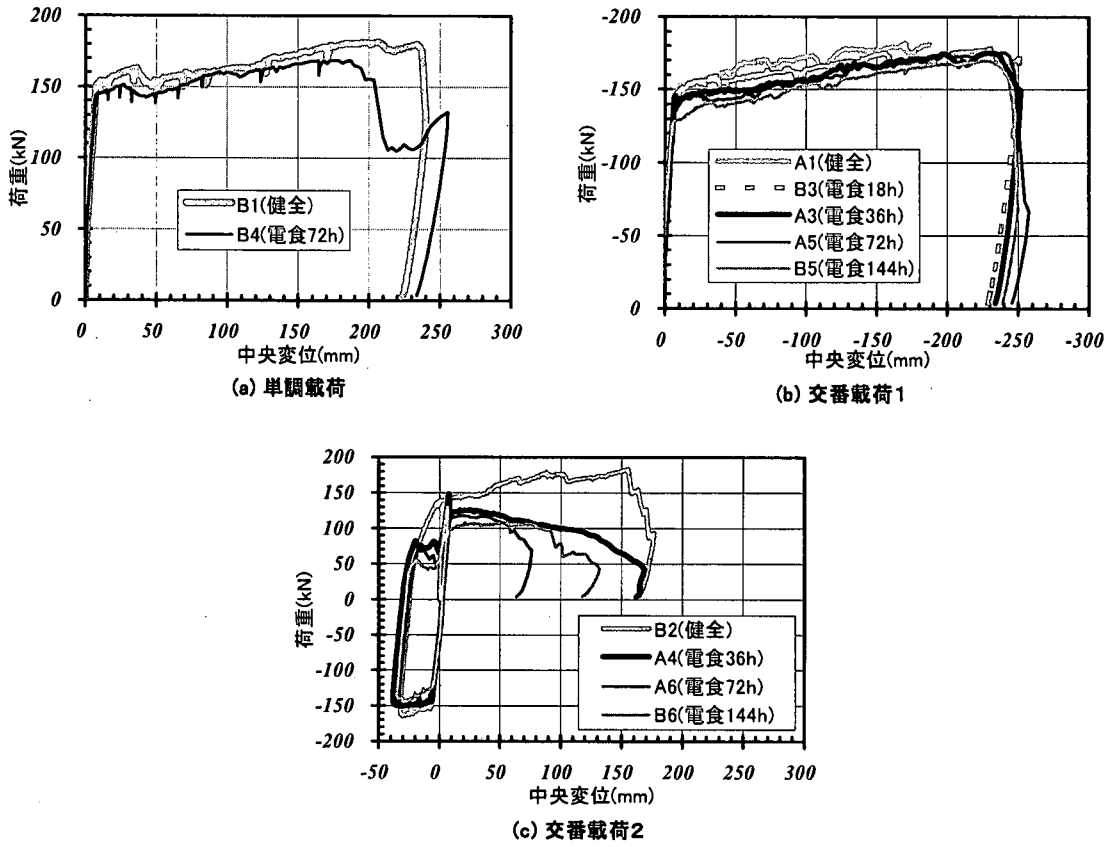 荷重(kN)
200
150
100
50
0
B1(健全)
B4(電食72h)
0 50 100 150 200 250 300
中央変位(mm)
(a) 単調載荷
荷重(kN)
-200
-150
-100
-50
0
A1(健全)
B3(電食18h)
A3(電食36h)
A5(電食72h)
B5(電食144h)
0 -50 -100 -150 -200 -250 -300
中央変位(mm)
(b) 交番載荷1
荷重(kN)
200
150
100
50
0
-50
-100
-150
-200
B2(健全)
A4(電食36h)
A6(電食72h)
B6(電食144h)
-50 0 50 100 150 200 250 300
中央変位(mm)
(c) 交番載荷2